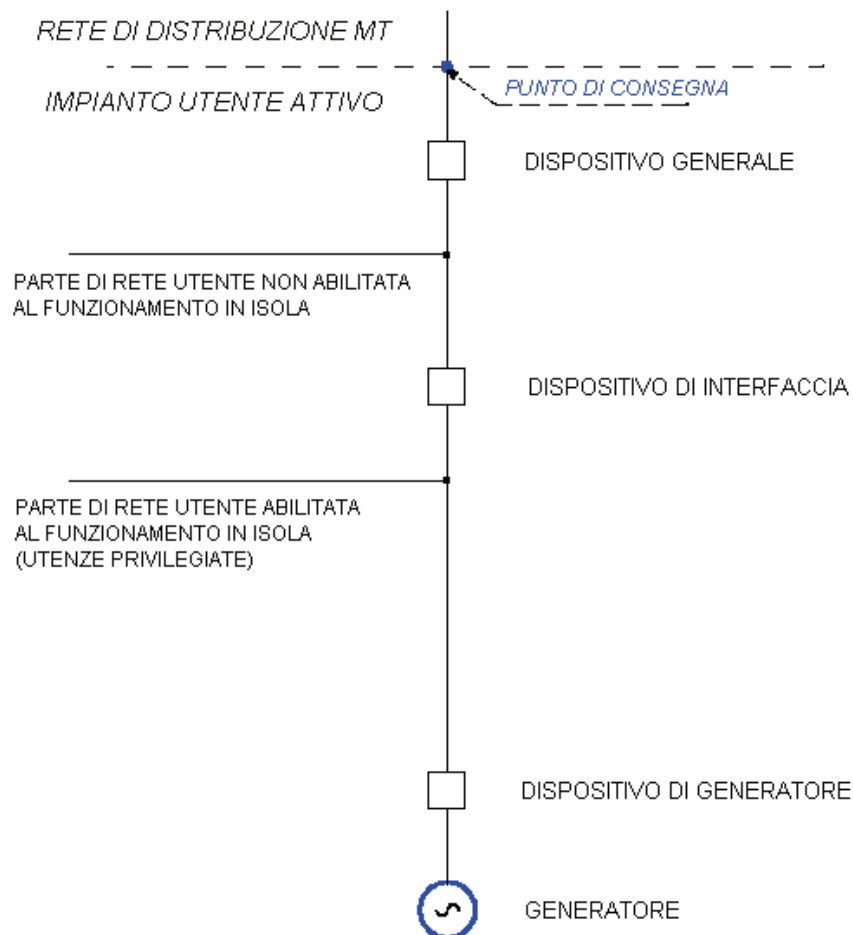 RETE DI DISTRIBUZIONE MT
PUNTO DI CONSEGNA
IMPIANTO UTENTE ATTIVO
DISPOSITIVO GENERALE
PARTE DI RETE UTENTE NON ABILITATA
AL FUNZIONAMENTO IN ISOLA
DISPOSITIVO DI INTERFACCIA
PARTE DI RETE UTENTE ABILITATA
AL FUNZIONAMENTO IN ISOLA
(UTENZE PRIVILEGIATE)
DISPOSITIVO DI GENERATORE
GENERATORE